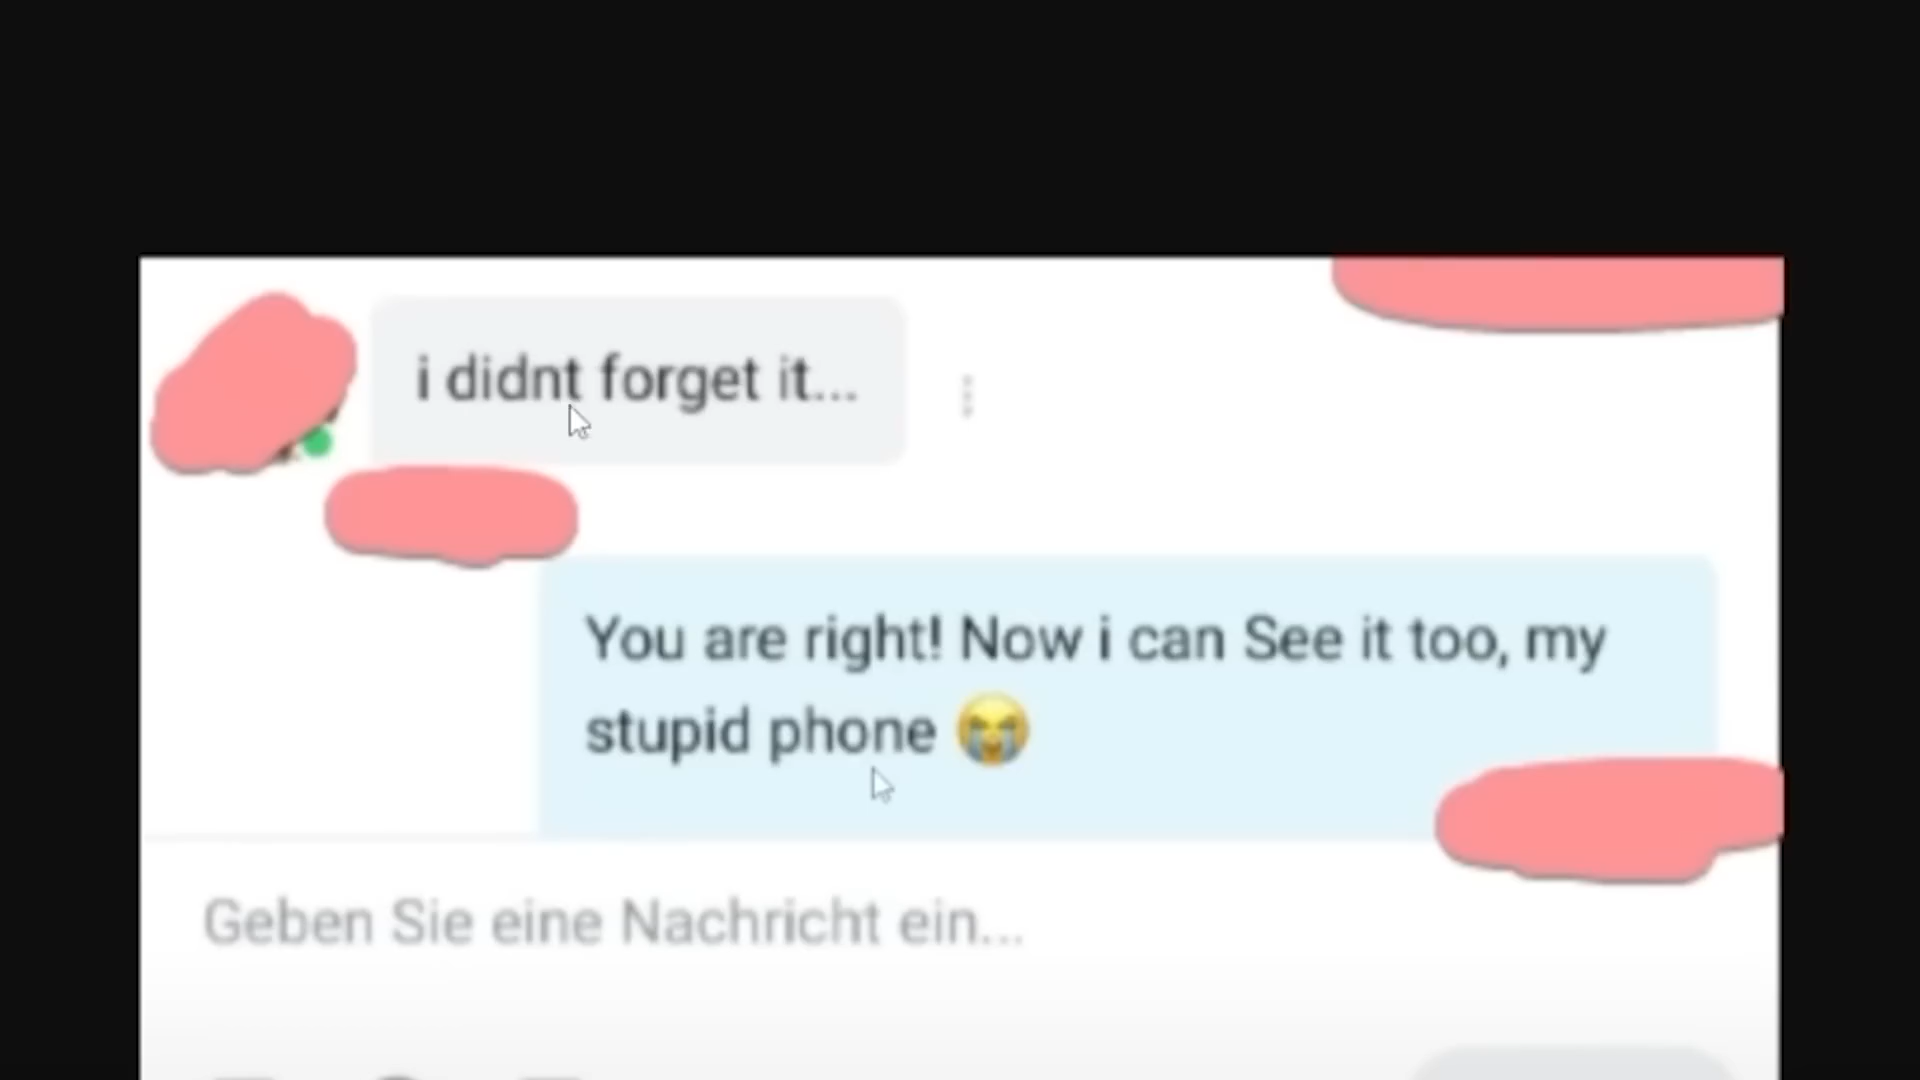 i didnt forget it...
You are right! Now i can See it too, my
stupid phone 😭
Geben Sie eine Nachricht ein...